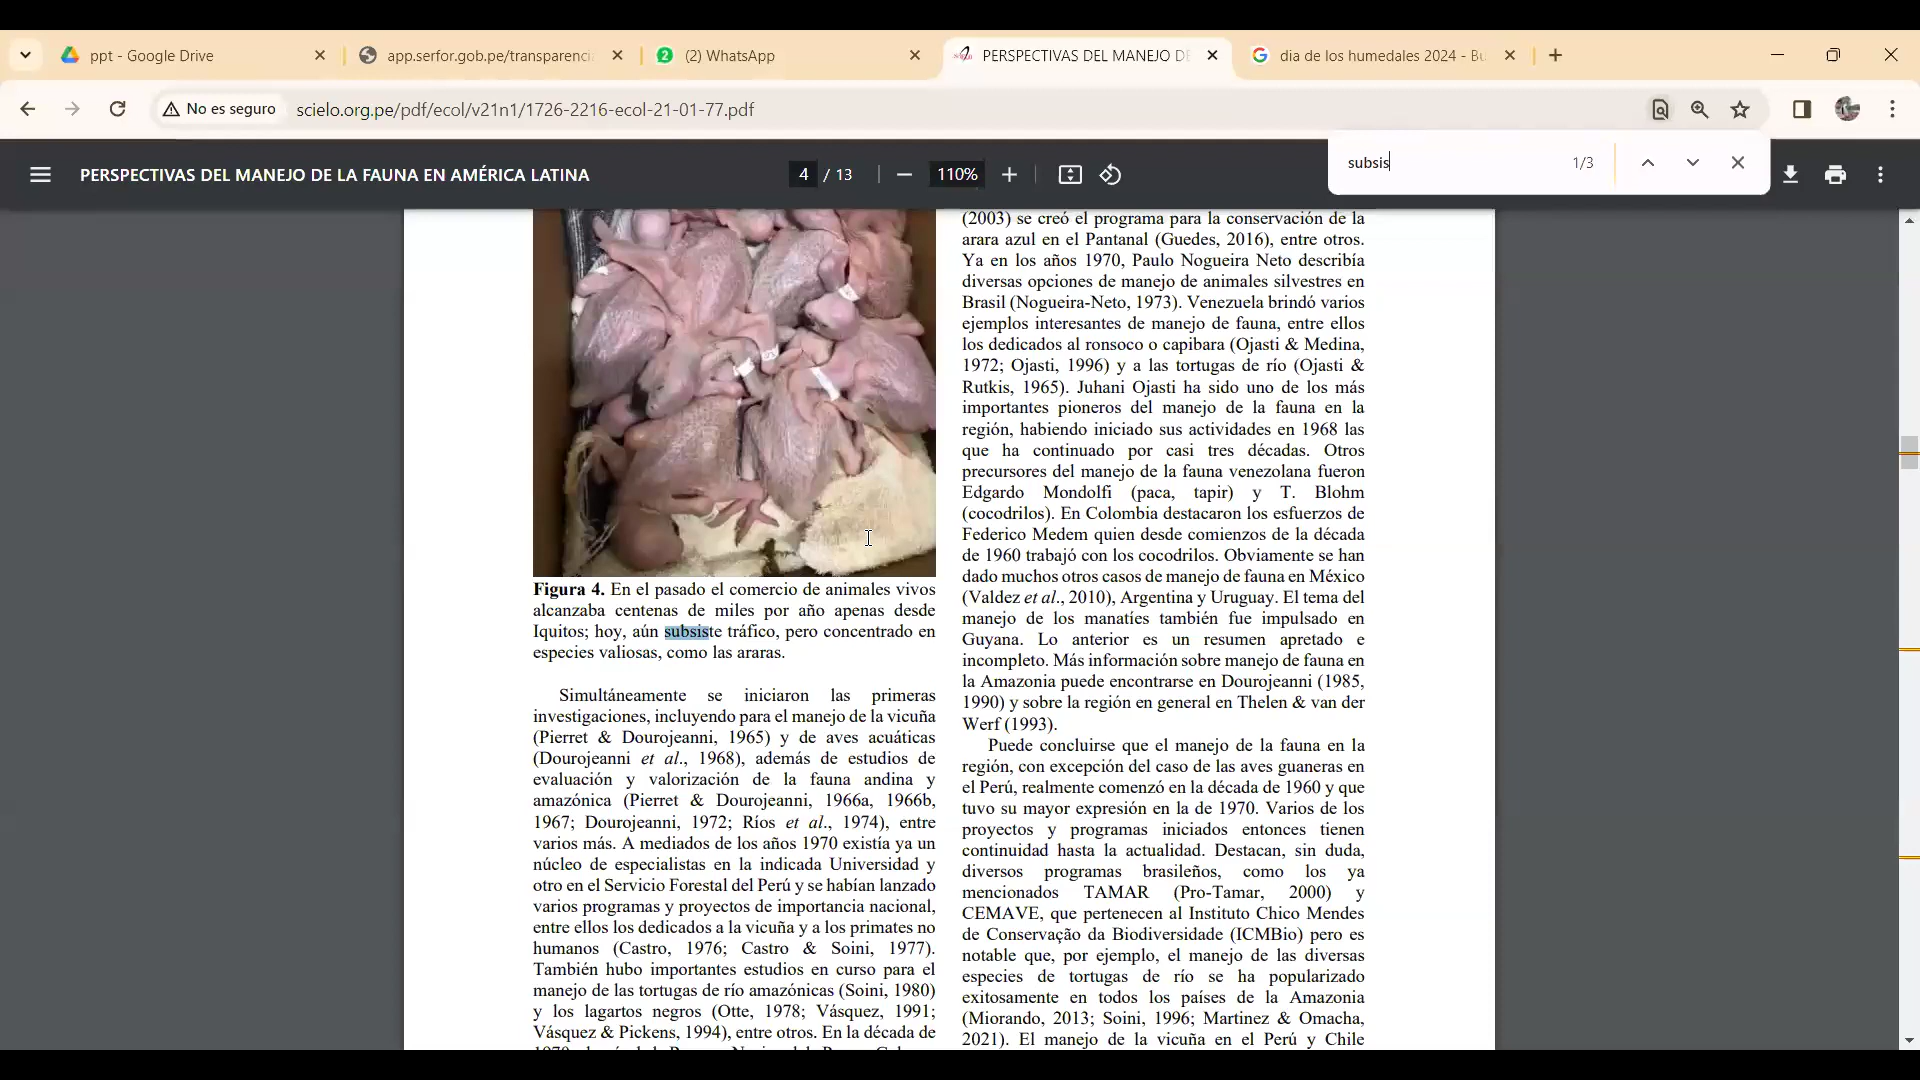 ppt - Google Drive
app.serfor.gob.pe/transparenci
(2) WhatsApp
PERSPECTIVAS DEL MANEJO DE
dia de los humedales 2024 - Bu
No es seguro
scielo.org.pe/pdf/ecol/v21n1/1726-2216-ecol-21-01-77.pdf
subsis
1/3
PERSPECTIVAS DEL MANEJO DE LA FAUNA EN AMÉRICA LATINA
4 / 13
110%
Figura 4. En el pasado el comercio de animales vivos
alcanzaba centenas de miles por año apenas desde
Iquitos; hoy, aún subsiste tráfico, pero concentrado en
especies valiosas, como las araras.
Simultáneamente se iniciaron las primeras
investigaciones, incluyendo para el manejo de la vicuña
(Pierret & Dourojeanni, 1965) y de aves acuáticas
(Dourojeanni et al., 1968), además de estudios de
evaluación y valorización de la fauna andina y
amazónica (Pierret & Dourojeanni, 1966a, 1966b,
1967; Dourojeanni, 1972; Ríos et al., 1974), entre
varios más. A mediados de los años 1970 existía ya un
núcleo de especialistas en la indicada Universidad y
otro en el Servicio Forestal del Perú y se habían lanzado
varios programas y proyectos de importancia nacional,
entre ellos los dedicados a la vicuña y a los primates no
humanos (Castro, 1976; Castro & Soini, 1977).
También hubo importantes estudios en curso para el
manejo de las tortugas de río amazónicas (Soini, 1980)
y los lagartos negros (Otte, 1978; Vásquez, 1991;
Vásquez & Pickens, 1994), entre otros. En la década de
(2003) se creó el programa para la conservación de la
arara azul en el Pantanal (Guedes, 2016), entre otros.
Ya en los años 1970, Paulo Nogueira Neto describía
diversas opciones de manejo de animales silvestres en
Brasil (Nogueira-Neto, 1973). Venezuela brindó varios
ejemplos interesantes de manejo de fauna, entre ellos
los dedicados al ronsoco o capibara (Ojasti & Medina,
1972; Ojasti, 1996) y a las tortugas de río (Ojasti &
Rutkis, 1965). Juhani Ojasti ha sido uno de los más
importantes pioneros del manejo de la fauna en la
región, habiendo iniciado sus actividades en 1968 las
que ha continuado por casi tres décadas. Otros
precursores del manejo de la fauna venezolana fueron
Edgardo Mondolfi (paca, tapir) y T. Blohm
(cocodrilos). En Colombia destacaron los esfuerzos de
Federico Medem quien desde comienzos de la década
de 1960 trabajó con los cocodrilos. Obviamente se han
dado muchos otros casos de manejo de fauna en México
(Valdez et al., 2010), Argentina y Uruguay. El tema del
manejo de los manatíes también fue impulsado en
Guyana. Lo anterior es un resumen apretado e
incompleto. Más información sobre manejo de fauna en
la Amazonia puede encontrarse en Dourojeanni (1985,
1990) y sobre la región en general en Thelen & van der
Werf (1993).
Puede concluirse que el manejo de la fauna en la
región, con excepción del caso de las aves guaneras en
el Perú, realmente comenzó en la década de 1960 y que
tuvo su mayor expresión en la de 1970. Varios de los
proyectos y programas iniciados entonces tienen
continuidad hasta la actualidad. Destacan, sin duda,
diversos programas brasileños, como los ya
mencionados TAMAR (Pro-Tamar, 2000) y
CEMAVE, que pertenecen al Instituto Chico Mendes
de Conservação da Biodiversidade (ICMBio) pero es
notable que, por ejemplo, el manejo de las diversas
especies de tortugas de río se ha popularizado
exitosamente en todos los países de la Amazonia
(Miorando, 2013; Soini, 1996; Martinez & Omacha,
2021). El manejo de la vicuña en el Perú y Chile